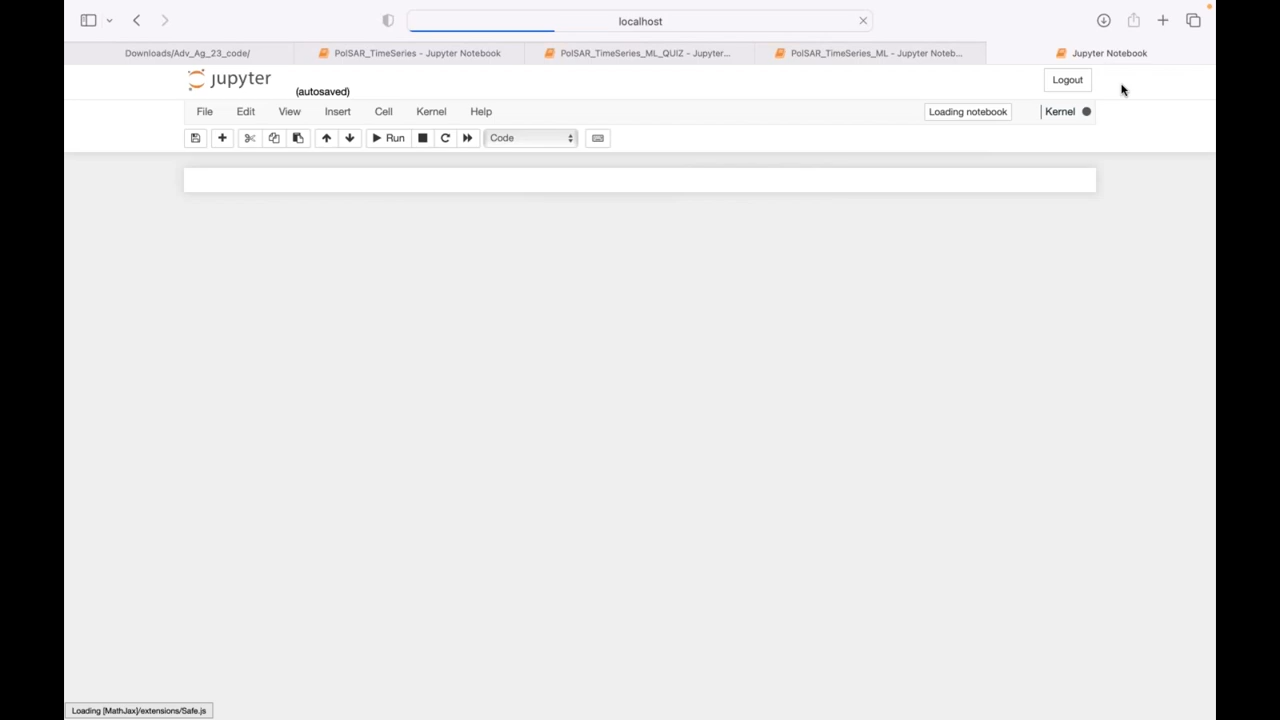 localhost
Downloads/Adv_Ag_23_code/
PolSAR_TimeSeries - Jupyter Notebook
PolSAR_TimeSeries_ML_QUIZ - Jupyter...
PolSAR_TimeSeries_ML - Jupyter Noteb...
Jupyter Notebook
jupyter
(autosaved)
Logout
File Edit View Insert Cell Kernel Help
Loading notebook
Kernel
Run
Code
Loading [MathJax]/extensions/Safe.js